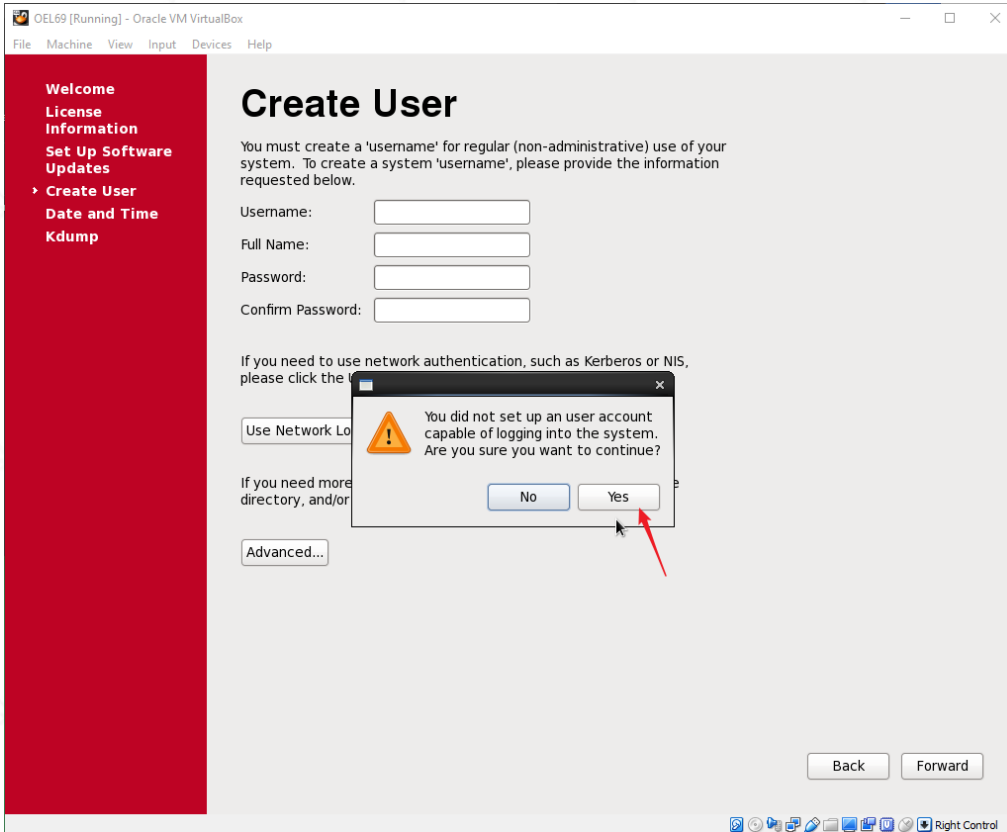 OEL69 [Running] - Oracle VM VirtualBox
File Machine View Input Devices Help
Welcome
License
Information
Set Up Software
Updates
Create User
Date and Time
Kdump
Create User
You must create a 'username' for regular (non-administrative) use of your
system. To create a system 'username', please provide the information
requested below.
Username:
Full Name:
Password:
Confirm Password:
If you need to use network authentication, such as Kerberos or NIS,
please click the
Use Network
If you need more
directory, and/or
You did not set up an user account
capable of logging into the system.
Are you sure you want to continue?
No Yes
Advanced...
Back Forward
Right Control